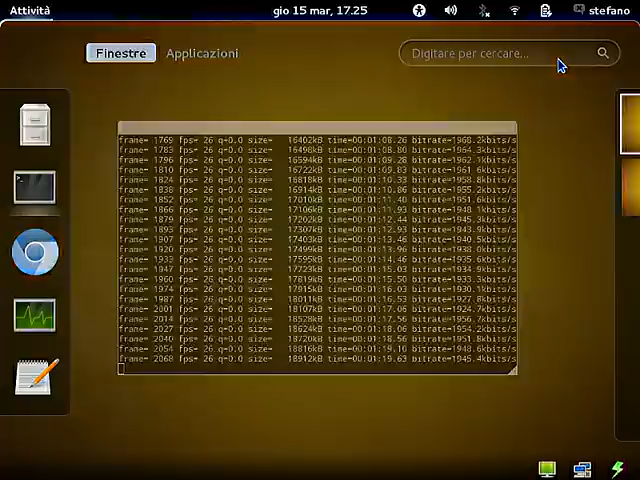 Attività
gio 15 mar, 17.25
stefano
Finestre
Applicazioni
Digitare per cercare...
frame= 1769 fps= 26 q=0.0 size= 16402kB time=00:01:08.26 bitrate=1968.2kbits/s
frame= 1783 fps= 26 q=0.0 size= 16498kB time=00:01:08.80 bitrate=1964.3kbits/s
frame= 1796 fps= 26 q=0.0 size= 16594kB time=00:01:09.28 bitrate=1962.1kbits/s
frame= 1810 fps= 26 q=0.0 size= 16722kB time=00:01:09.83 bitrate=1961.6kbits/s
frame= 1824 fps= 26 q=0.0 size= 16818kB time=00:01:10.33 bitrate=1958.8kbits/s
frame= 1838 fps= 26 q=0.0 size= 16914kB time=00:01:10.86 bitrate=1955.2kbits/s
frame= 1852 fps= 26 q=0.0 size= 17010kB time=00:01:11.40 bitrate=1951.6kbits/s
frame= 1866 fps= 26 q=0.0 size= 17106kB time=00:01:11.93 bitrate=1948.1kbits/s
frame= 1879 fps= 26 q=0.0 size= 17202kB time=00:01:12.44 bitrate=1945.3kbits/s
frame= 1893 fps= 26 q=0.0 size= 17307kB time=00:01:12.93 bitrate=1943.9kbits/s
frame= 1907 fps= 26 q=0.0 size= 17403kB time=00:01:13.46 bitrate=1940.5kbits/s
frame= 1920 fps= 26 q=0.0 size= 17499kB time=00:01:13.96 bitrate=1938.0kbits/s
frame= 1933 fps= 26 q=0.0 size= 17595kB time=00:01:14.46 bitrate=1935.6kbits/s
frame= 1947 fps= 26 q=0.0 size= 17723kB time=00:01:15.03 bitrate=1934.9kbits/s
frame= 1960 fps= 26 q=0.0 size= 17819kB time=00:01:15.50 bitrate=1933.3kbits/s
frame= 1974 fps= 26 q=0.0 size= 17915kB time=00:01:16.03 bitrate=1930.1kbits/s
frame= 1987 fps= 26 q=0.0 size= 18011kB time=00:01:16.53 bitrate=1927.8kbits/s
frame= 2001 fps= 26 q=0.0 size= 18107kB time=00:01:17.06 bitrate=1924.7kbits/s
frame= 2014 fps= 26 q=0.0 size= 18528kB time=00:01:17.56 bitrate=1956.7kbits/s
frame= 2027 fps= 26 q=0.0 size= 18624kB time=00:01:18.06 bitrate=1954.2kbits/s
frame= 2040 fps= 26 q=0.0 size= 18720kB time=00:01:18.56 bitrate=1951.8kbits/s
frame= 2054 fps= 26 q=0.0 size= 18816kB time=00:01:19.10 bitrate=1948.6kbits/s
frame= 2068 fps= 26 q=0.0 size= 18912kB time=00:01:19.63 bitrate=1945.4kbits/s